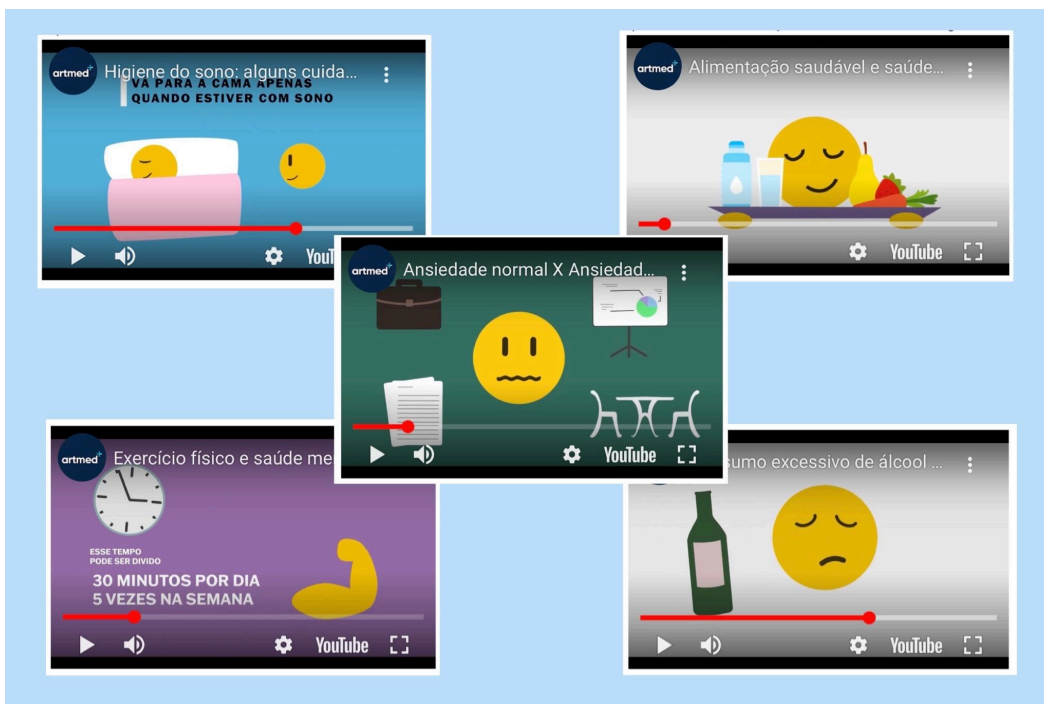 artmed+
Higiene do sono: alguns cuida...
VÁ PARA A CAMA APENAS
QUANDO ESTIVER COM SONO
artmed+
Alimentação saudável e saúde...
YouTube
artmed+
Ansiedade normal X Ansiedad...
YouTube
artmed+
Exercício físico e saúde me
ESSE TEMPO
PODE SER DIVIDO
30 MINUTOS POR DIA
5 VEZES NA SEMANA
YouTube
sumo excessivo de álcool ...
YouTube